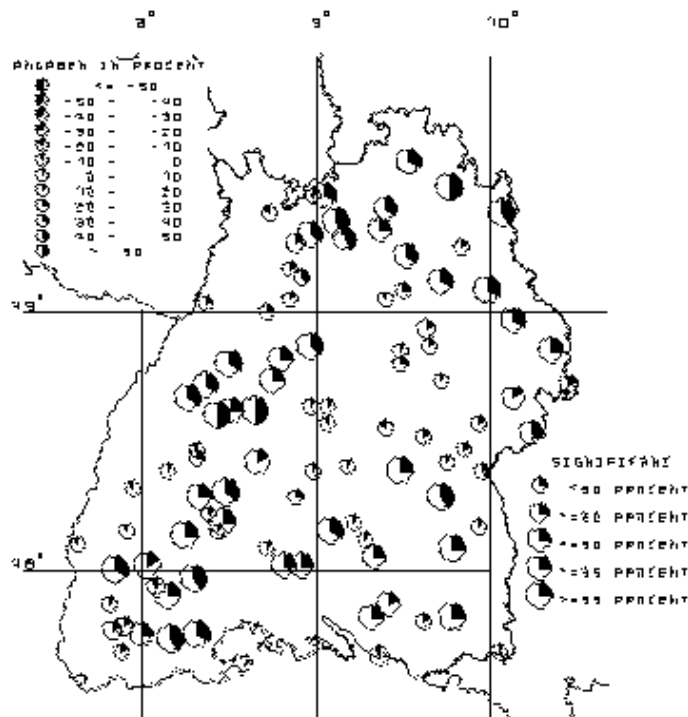 8° 9° 10°
ANGABEN IN PROZENT
<= -50
-50 - -40
-40 - -30
-30 - -20
-20 - -10
-10 - 0
0 - 10
10 - 20
20 - 30
30 - 40
40 - 50
> 50
49°
SIGNIFIKANZ
<80 PROZENT
>=80 PROZENT
>=90 PROZENT
>=95 PROZENT
>=99 PROZENT
48°